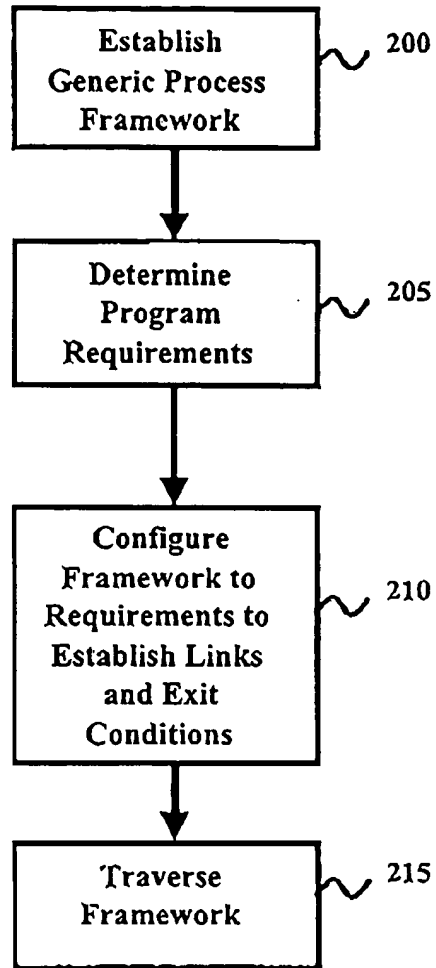 Establish
Generic Process
Framework
200
Determine
Program
Requirements
205
Configure
Framework to
Requirements to
Establish Links
and Exit
Conditions
210
Traverse
Framework
215